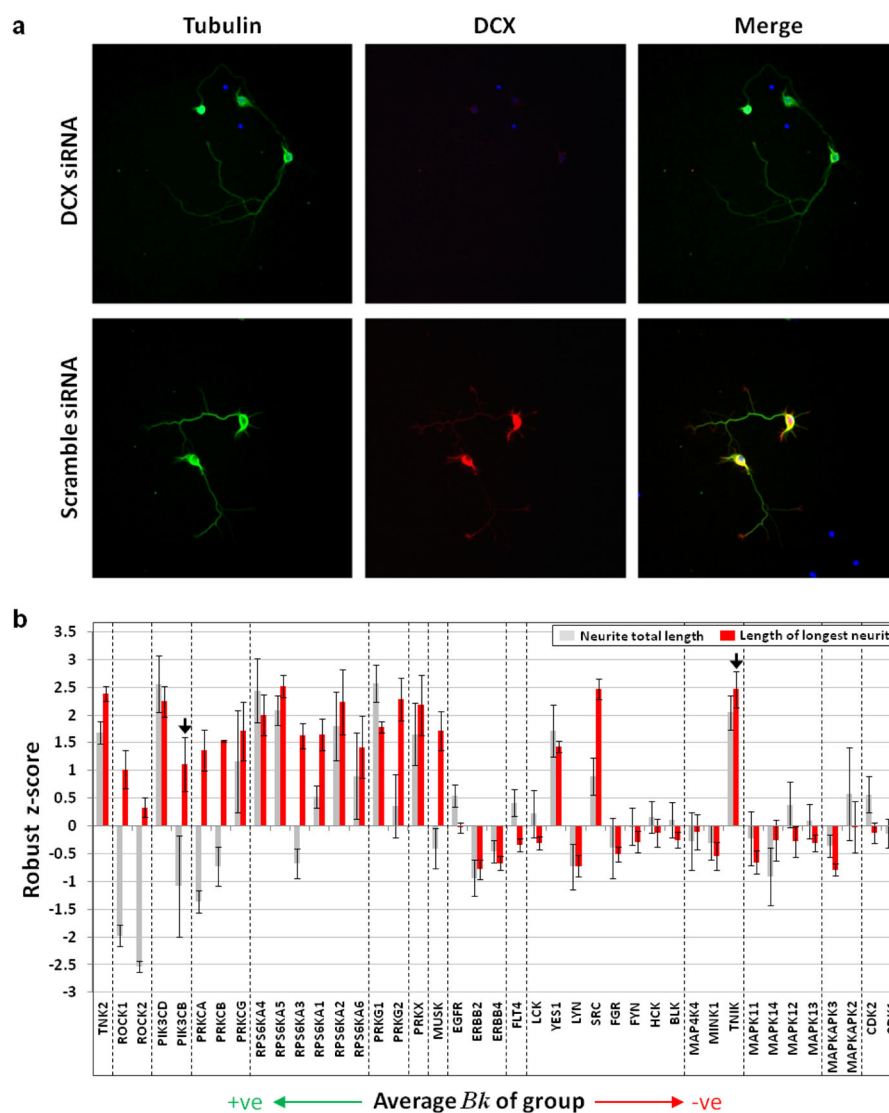 a
Tubulin DCX Merge
DCX siRNA
Scramble siRNA
b
Neurite total length Length of longest neurit
Robust z-score
3.5
3
2.5
2
1.5
1
0.5
0
-0.5
-1
-1.5
-2
-2.5
-3
TNK2
ROCK1
ROCK2
PIK3CD
PIK3CB
PRKCA
PRKCB
PRKCG
RPS6KA4
RPS6KA5
RPS6KA3
RPS6KA1
RPS6KA2
RPS6KA6
PRKG1
PRKG2
PRKX
MUSK
EGFR
ERBB2
ERBB4
FLT4
LCK
YES1
LYN
SRC
FGR
FYN
HCK
BLK
MAP4K4
MINK1
TNIK
MAPK11
MAPK14
MAPK12
MAPK13
MAPKAPK3
MAPKAPK2
CDK2
+ve Average Bk of group -ve